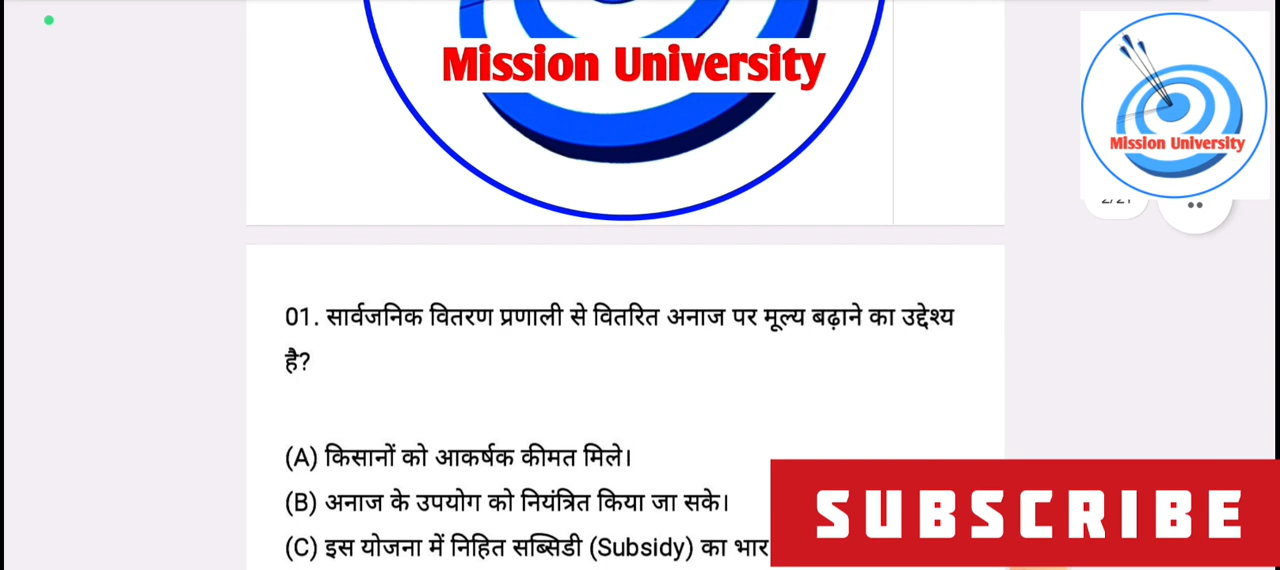 Mission University
Mission University
01. सार्वजनिक वितरण प्रणाली से वितरित अनाज पर मूल्य बढ़ाने का उद्देश्य
है?
(A) किसानों को आकर्षक कीमत मिले।
(B) अनाज के उपयोग को नियंत्रित किया जा सके।
(C) इस योजना में निहित सब्सिडी (Subsidy) का भार
SUBSCRIBE